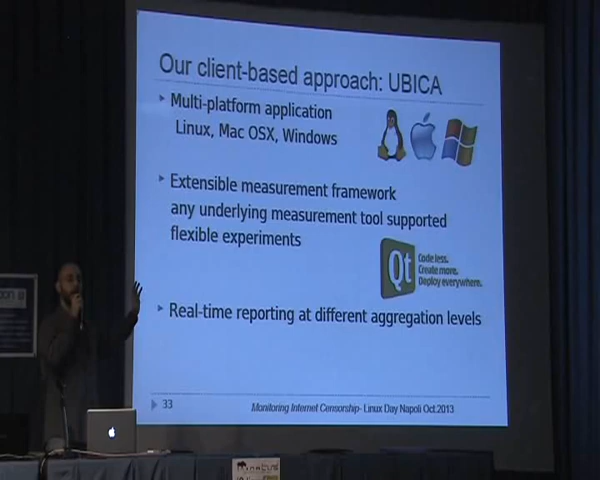 Our client-based approach: UBICA
Multi-platform application
Linux, Mac OSX, Windows
Extensible measurement framework
any underlying measurement tool supported
flexible experiments
Qt
Code less.
Create more.
Deploy everywhere.
Real-time reporting at different aggregation levels
33
Monitoring Internet Censorship- Linux Day Napoli Oct.2013